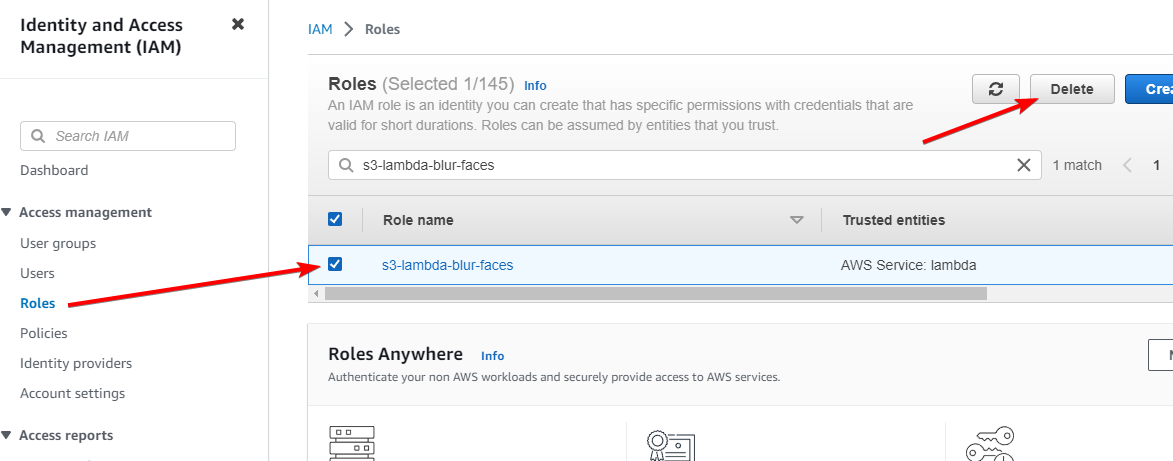 Identity and Access
Management (IAM)
Search IAM
Dashboard
Access management
User groups
Users
Roles
Policies
Identity providers
Account settings
Access reports
IAM
Roles
Roles (Selected 1/145) Info
An IAM role is an identity you can create that has specific permissions with credentials that are
valid for short durations. Roles can be assumed by entities that you trust.
Delete
s3-lambda-blur-faces
1 match
1
Role name
Trusted entities
s3-lambda-blur-faces
AWS Service: lambda
Roles Anywhere Info
Authenticate your non AWS workloads and securely provide access to AWS services.